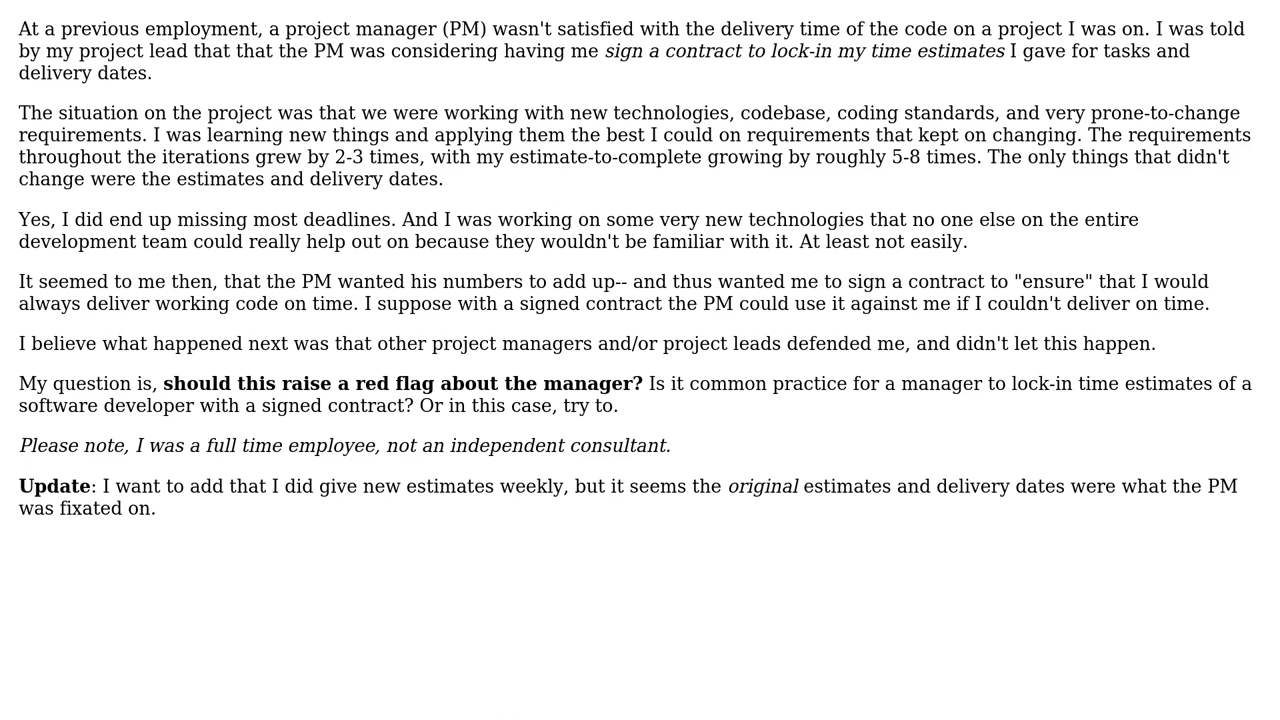 At a previous employment, a project manager (PM) wasn't satisfied with the delivery time of the code on a project I was on. I was told
by my project lead that that the PM was considering having me sign a contract to lock-in my time estimates I gave for tasks and
delivery dates.
The situation on the project was that we were working with new technologies, codebase, coding standards, and very prone-to-change
requirements. I was learning new things and applying them the best I could on requirements that kept on changing. The requirements
throughout the iterations grew by 2-3 times, with my estimate-to-complete growing by roughly 5-8 times. The only things that didn't
change were the estimates and delivery dates.
Yes, I did end up missing most deadlines. And I was working on some very new technologies that no one else on the entire
development team could really help out on because they wouldn't be familiar with it. At least not easily.
It seemed to me then, that the PM wanted his numbers to add up-- and thus wanted me to sign a contract to "ensure" that I would
always deliver working code on time. I suppose with a signed contract the PM could use it against me if I couldn't deliver on time.
I believe what happened next was that other project managers and/or project leads defended me, and didn't let this happen.
My question is, should this raise a red flag about the manager? Is it common practice for a manager to lock-in time estimates of a
software developer with a signed contract? Or in this case, try to.
Please note, I was a full time employee, not an independent consultant.
Update: I want to add that I did give new estimates weekly, but it seems the original estimates and delivery dates were what the PM
was fixated on.